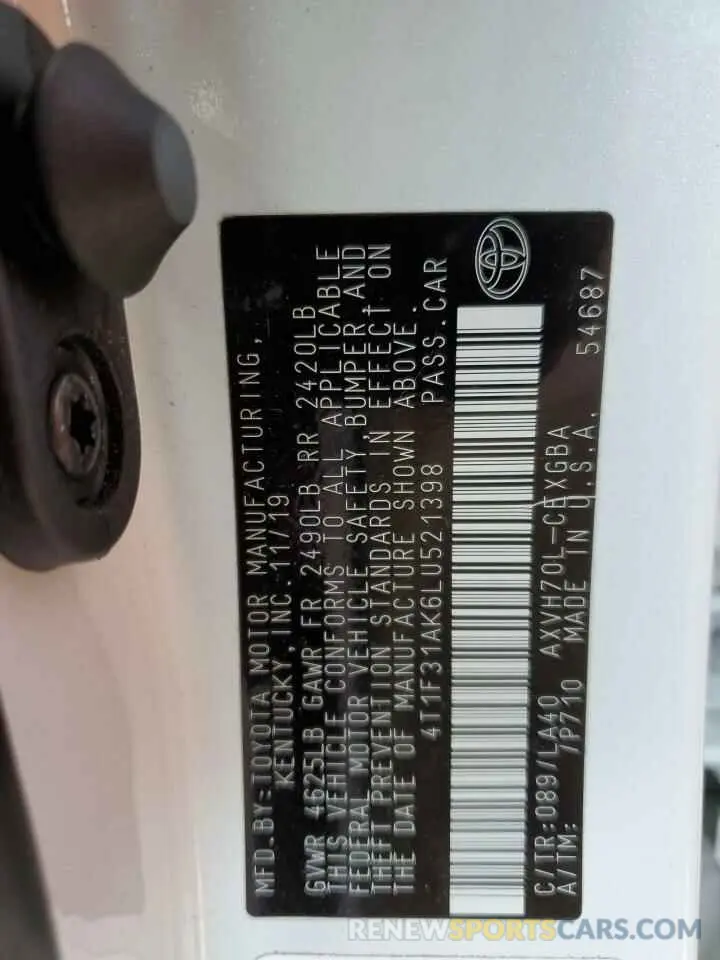 MFD.BY:TOYOTA MOTOR MANUFACTURING,
KENTUCKY, INC.11/19
GVWR 4625LB GAWR FR 2490LB RR 2420LB
THIS VEHICLE CONFORMS TO ALL APPLICABLE
FEDERAL MOTOR VEHICLE SAFETY,BUMPER,AND
THEFT PREVENTION STANDARDS IN EFFECT ON
THE DATE OF MANUFACTURE SHOWN ABOVE.
4T1F31AK6LU521398 PASS.CAR
C/TR:089/LA40 AXVH70L-CEXGBA
A/TM: /P710 MADE IN U.S.A. 54687
RENEWSPORTSCARS.COM